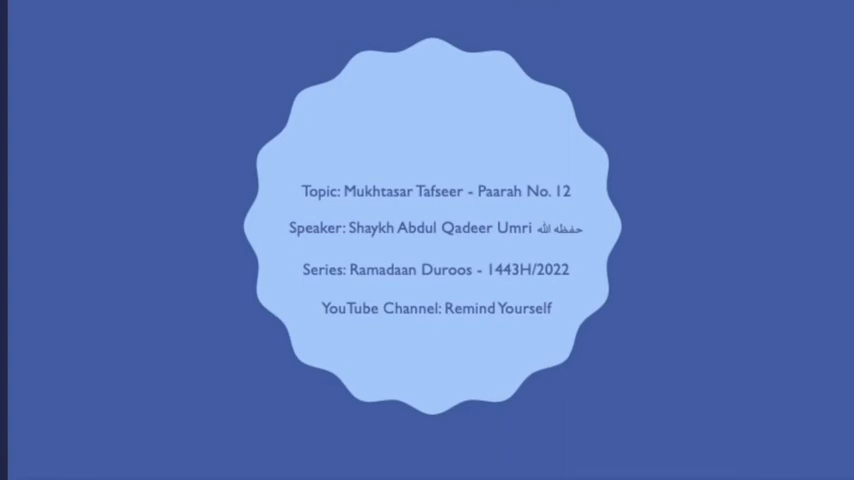 Topic: Mukhtasar Tafseer - Paarah No. 12
Speaker: Shaykh Abdul Qadeer Umri حفظه الله
Series: Ramadaan Duroos - 1443H/2022
YouTube Channel: Remind Yourself